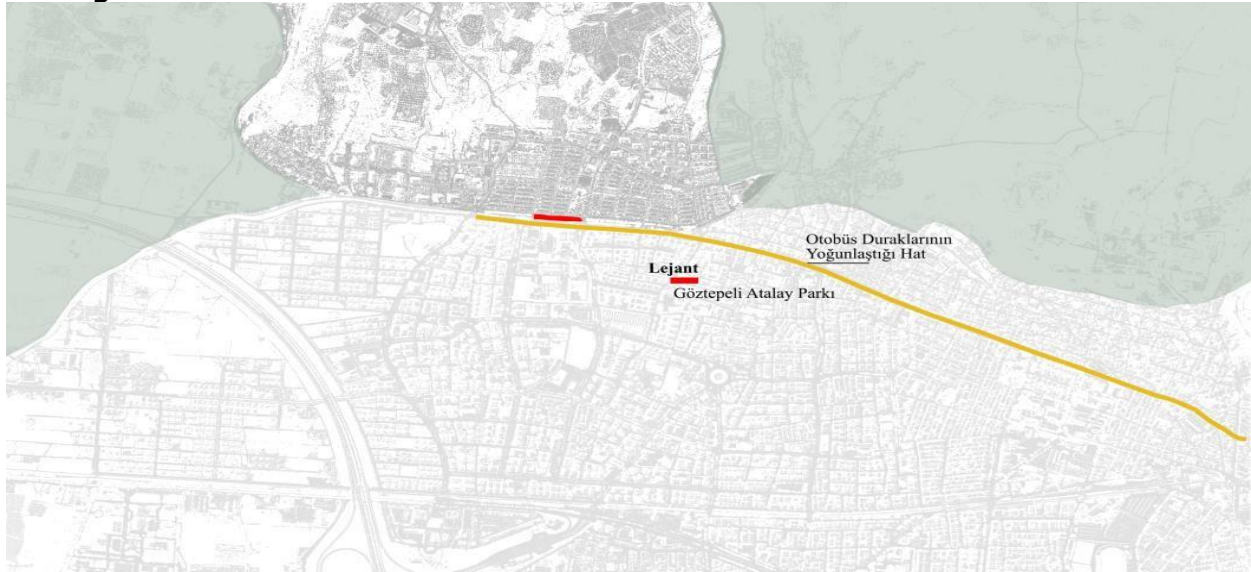 Otobüs Duraklarının
Yoğunlaştığı Hat
Lejant
Göztepeli Atalay Parkı